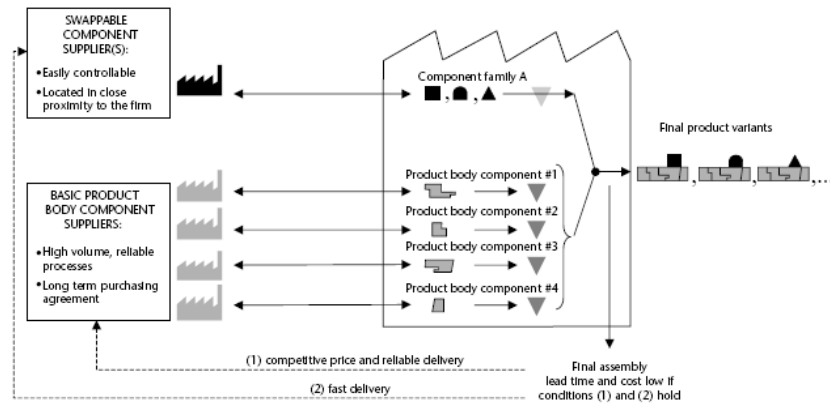 SWAPPABLE
COMPONENT
SUPPLIER(S):
•Easily controllable
•Located in close
proximity to the firm
Component family A
, , 
Final product variants
, , ,...
BASIC PRODUCT
BODY COMPONENT
SUPPLIERS:
•High volume, reliable
processes
•Long term purchasing
agreement
Product body component #1
Product body component #2
Product body component #3
Product body component #4
(1) competitive price and reliable delivery
(2) fast delivery
Final assembly
lead time and cost low if
conditions (1) and (2) hold